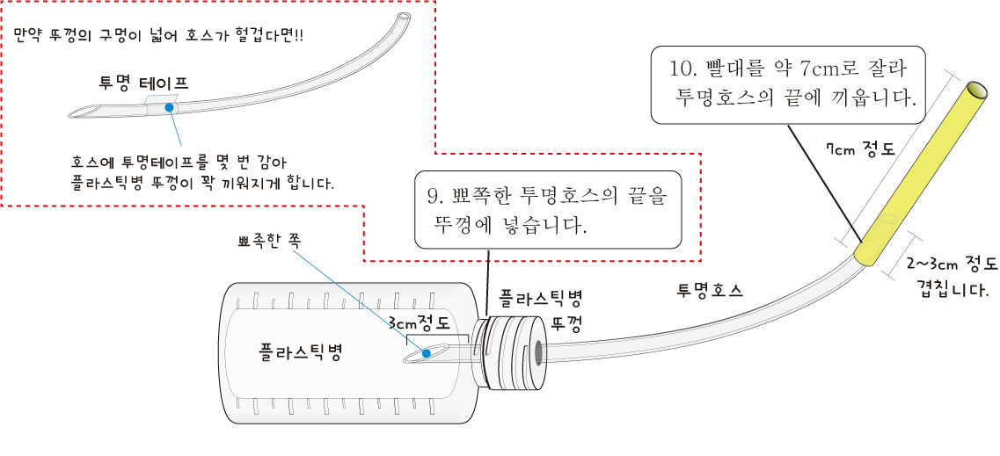 만약 뚜껑의 구멍이 넓어 호스가 헐겁다면!!
투명 테이프
호스에 투명테이프를 몇 번 감아
플라스틱병 뚜껑이 꽉 끼워지게 합니다.
10. 빨대를 약 7cm로 잘라
투명호스의 끝에 끼웁니다.
7cm 정도
9. 뾰쪽한 투명호스의 끝을
뚜껑에 넣습니다.
뾰족한 쪽
2~3cm 정도
겹칩니다.
투명호스
플라스틱병
뚜껑
3cm정도
플라스틱병